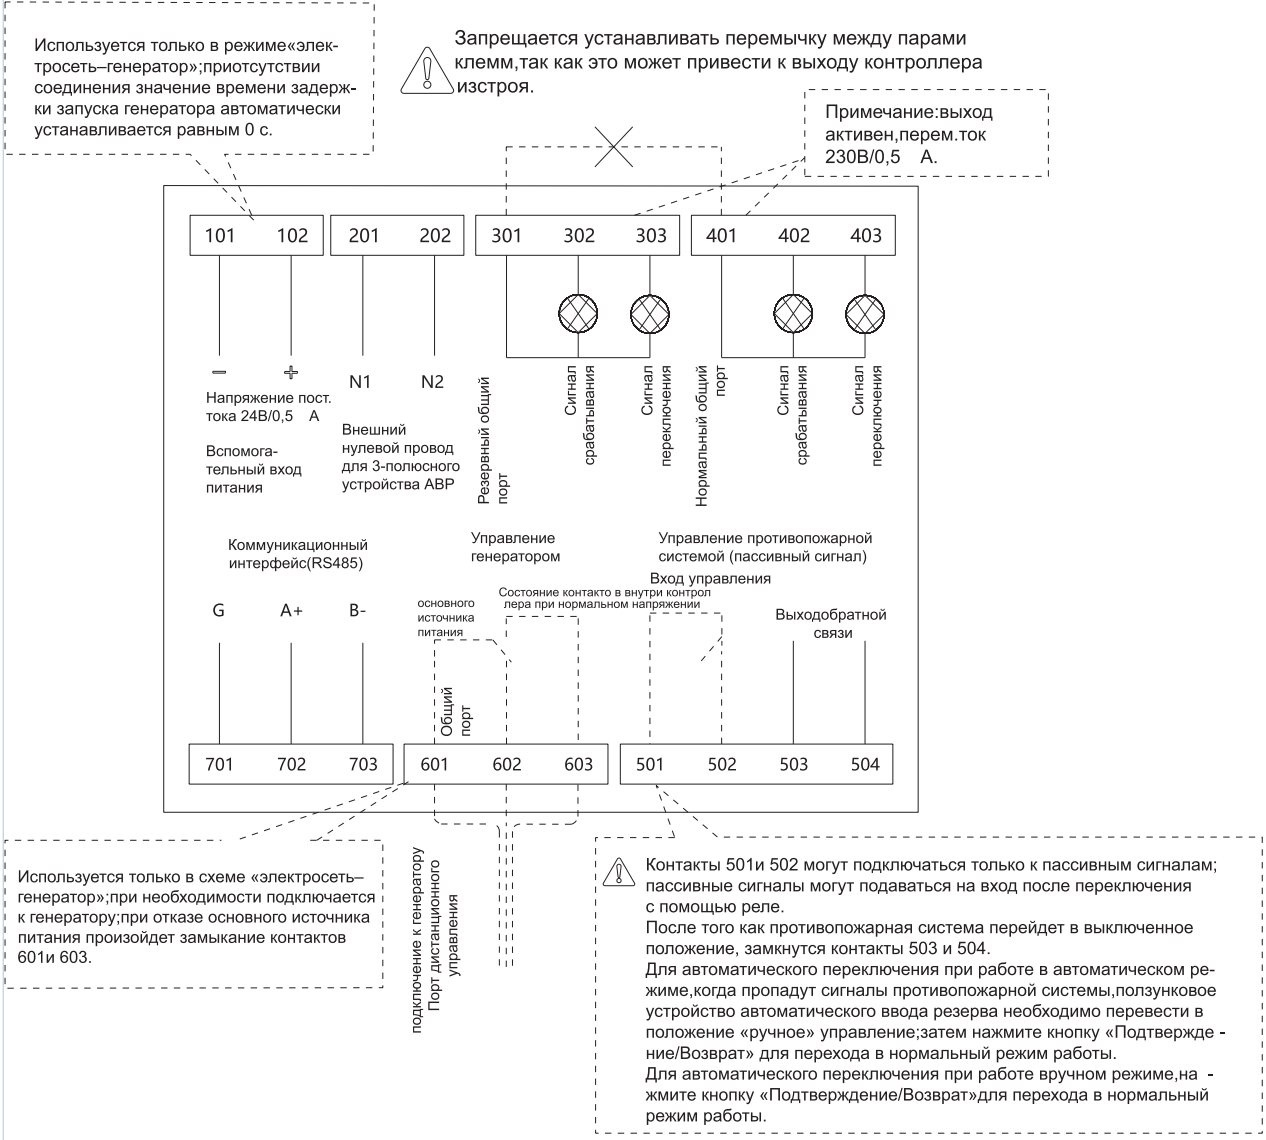 Используется только в режиме«элек-
тросеть–генератор»;приотсутствии
соединения значение времени задерж-
ки запуска генератора автоматически
устанавливается равным 0 с.
Запрещается устанавливать перемычку между парами
клемм,так как это может привести к выходу контроллера
изстроя.
Примечание:выход
активен,перем.ток
230В/0,5 А.
101 102 201 202 301 302 303 401 402 403
− +
Напряжение пост.
тока 24В/0,5 А
Вспомога-
тельный вход
питания
N1 N2
Внешний
нулевой провод
для 3-полюсного
устройства АВР
Резервный общий
порт
Сигнал
срабатывания
Сигнал
переключения
Нормальный общий
порт
Сигнал
срабатывания
Сигнал
переключения
Коммуникационный
интерфейс(RS485)
G A+ B-
Управление
генератором
Управление противопожарной
системой (пассивный сигнал)
Вход управления
Состояние контакто в внутри контрол
лера при нормальном напряжении
основного
источника
питания
Выходобратной
связи
Общий
порт
701 702 703 601 602 603 501 502 503 504
Используется только в схеме «электросеть–
генератор»;при необходимости подключается
к генератору;при отказе основного источника
питания произойдет замыкание контактов
601и 603.
подключение к генератору
Порт дистанционного
управления
Контакты 501и 502 могут подключаться только к пассивным сигналам;
пассивные сигналы могут подаваться на вход после переключения
с помощью реле.
После того как противопожарная система перейдет в выключенное
положение, замкнутся контакты 503 и 504.
Для автоматического переключения при работе в автоматическом ре-
жиме,когда пропадут сигналы противопожарной системы,ползунковое
устройство автоматического ввода резерва необходимо перевести в
положение «ручное» управление;затем нажмите кнопку «Подтвержде -
ние/Возврат» для перехода в нормальный режим работы.
Для автоматического переключения при работе вручном режиме,на -
жмите кнопку «Подтверждение/Возврат»для перехода в нормальный
режим работы.